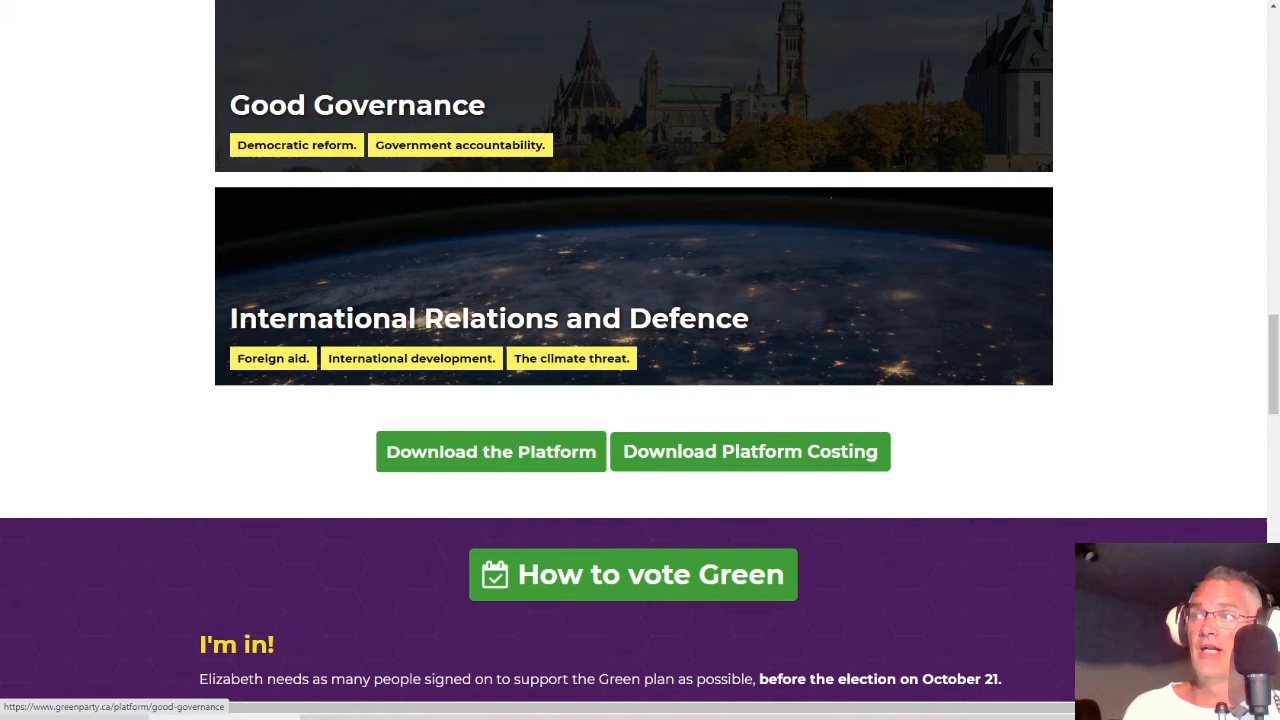 Good Governance
Democratic reform. Government accountability.
International Relations and Defence
Foreign aid. International development. The climate threat.
Download the Platform Download Platform Costing
How to vote Green
I'm in!
Elizabeth needs as many people signed on to support the Green plan as possible, before the election on October 21.
https://www.greenparty.ca/platform/good-governance